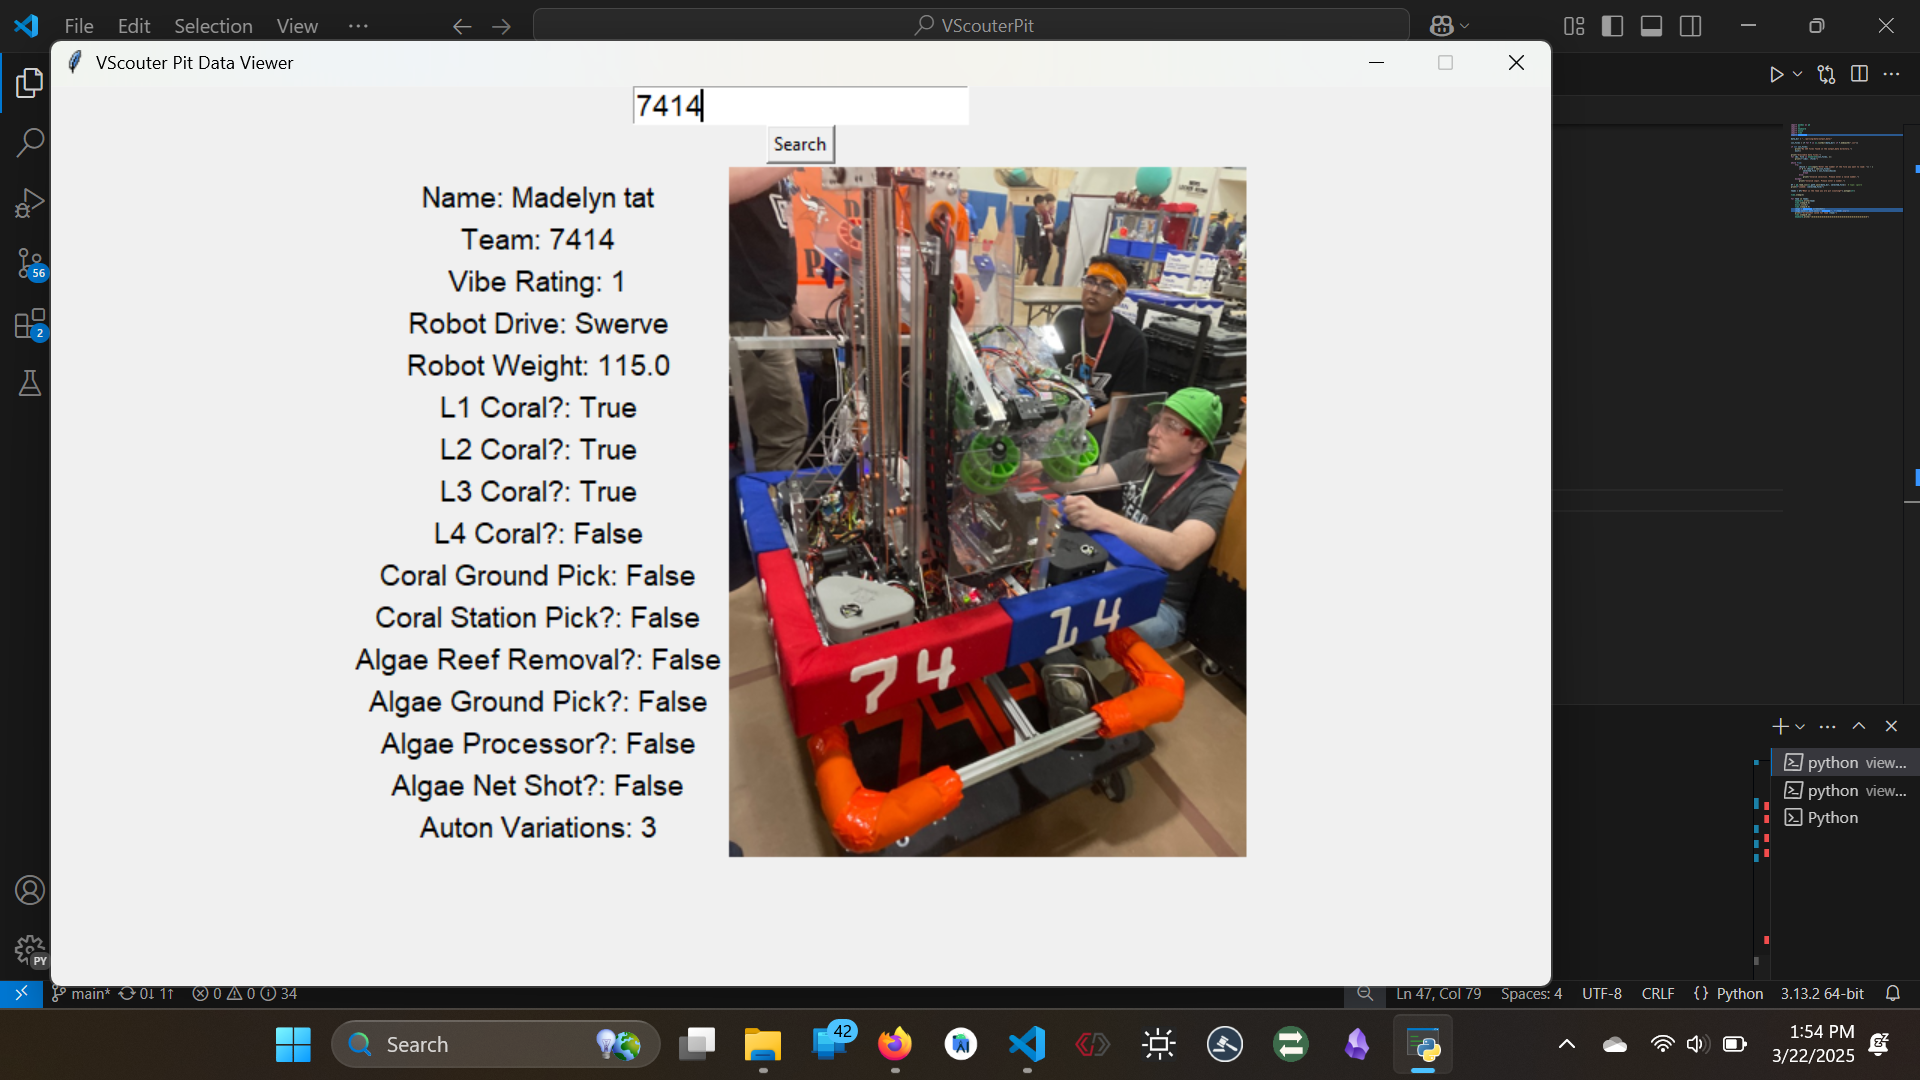 File Edit Selection View ···
VScouterPit
VScouter Pit Data Viewer
7414
Search
Name: Madelyn tat
Team: 7414
Vibe Rating: 1
Robot Drive: Swerve
Robot Weight: 115.0
L1 Coral?: True
L2 Coral?: True
L3 Coral?: True
L4 Coral?: False
Coral Ground Pick: False
Coral Station Pick?: False
Algae Reef Removal?: False
Algae Ground Pick?: False
Algae Processor?: False
Algae Net Shot?: False
Auton Variations: 3
74 14
56
2
PY
python view...
python view...
Python
main* 0↓ 1↑ 0 0 34
Ln 47, Col 79 Spaces: 4 UTF-8 CRLF {} Python 3.13.2 64-bit
Search
42
1:54 PM
3/22/2025